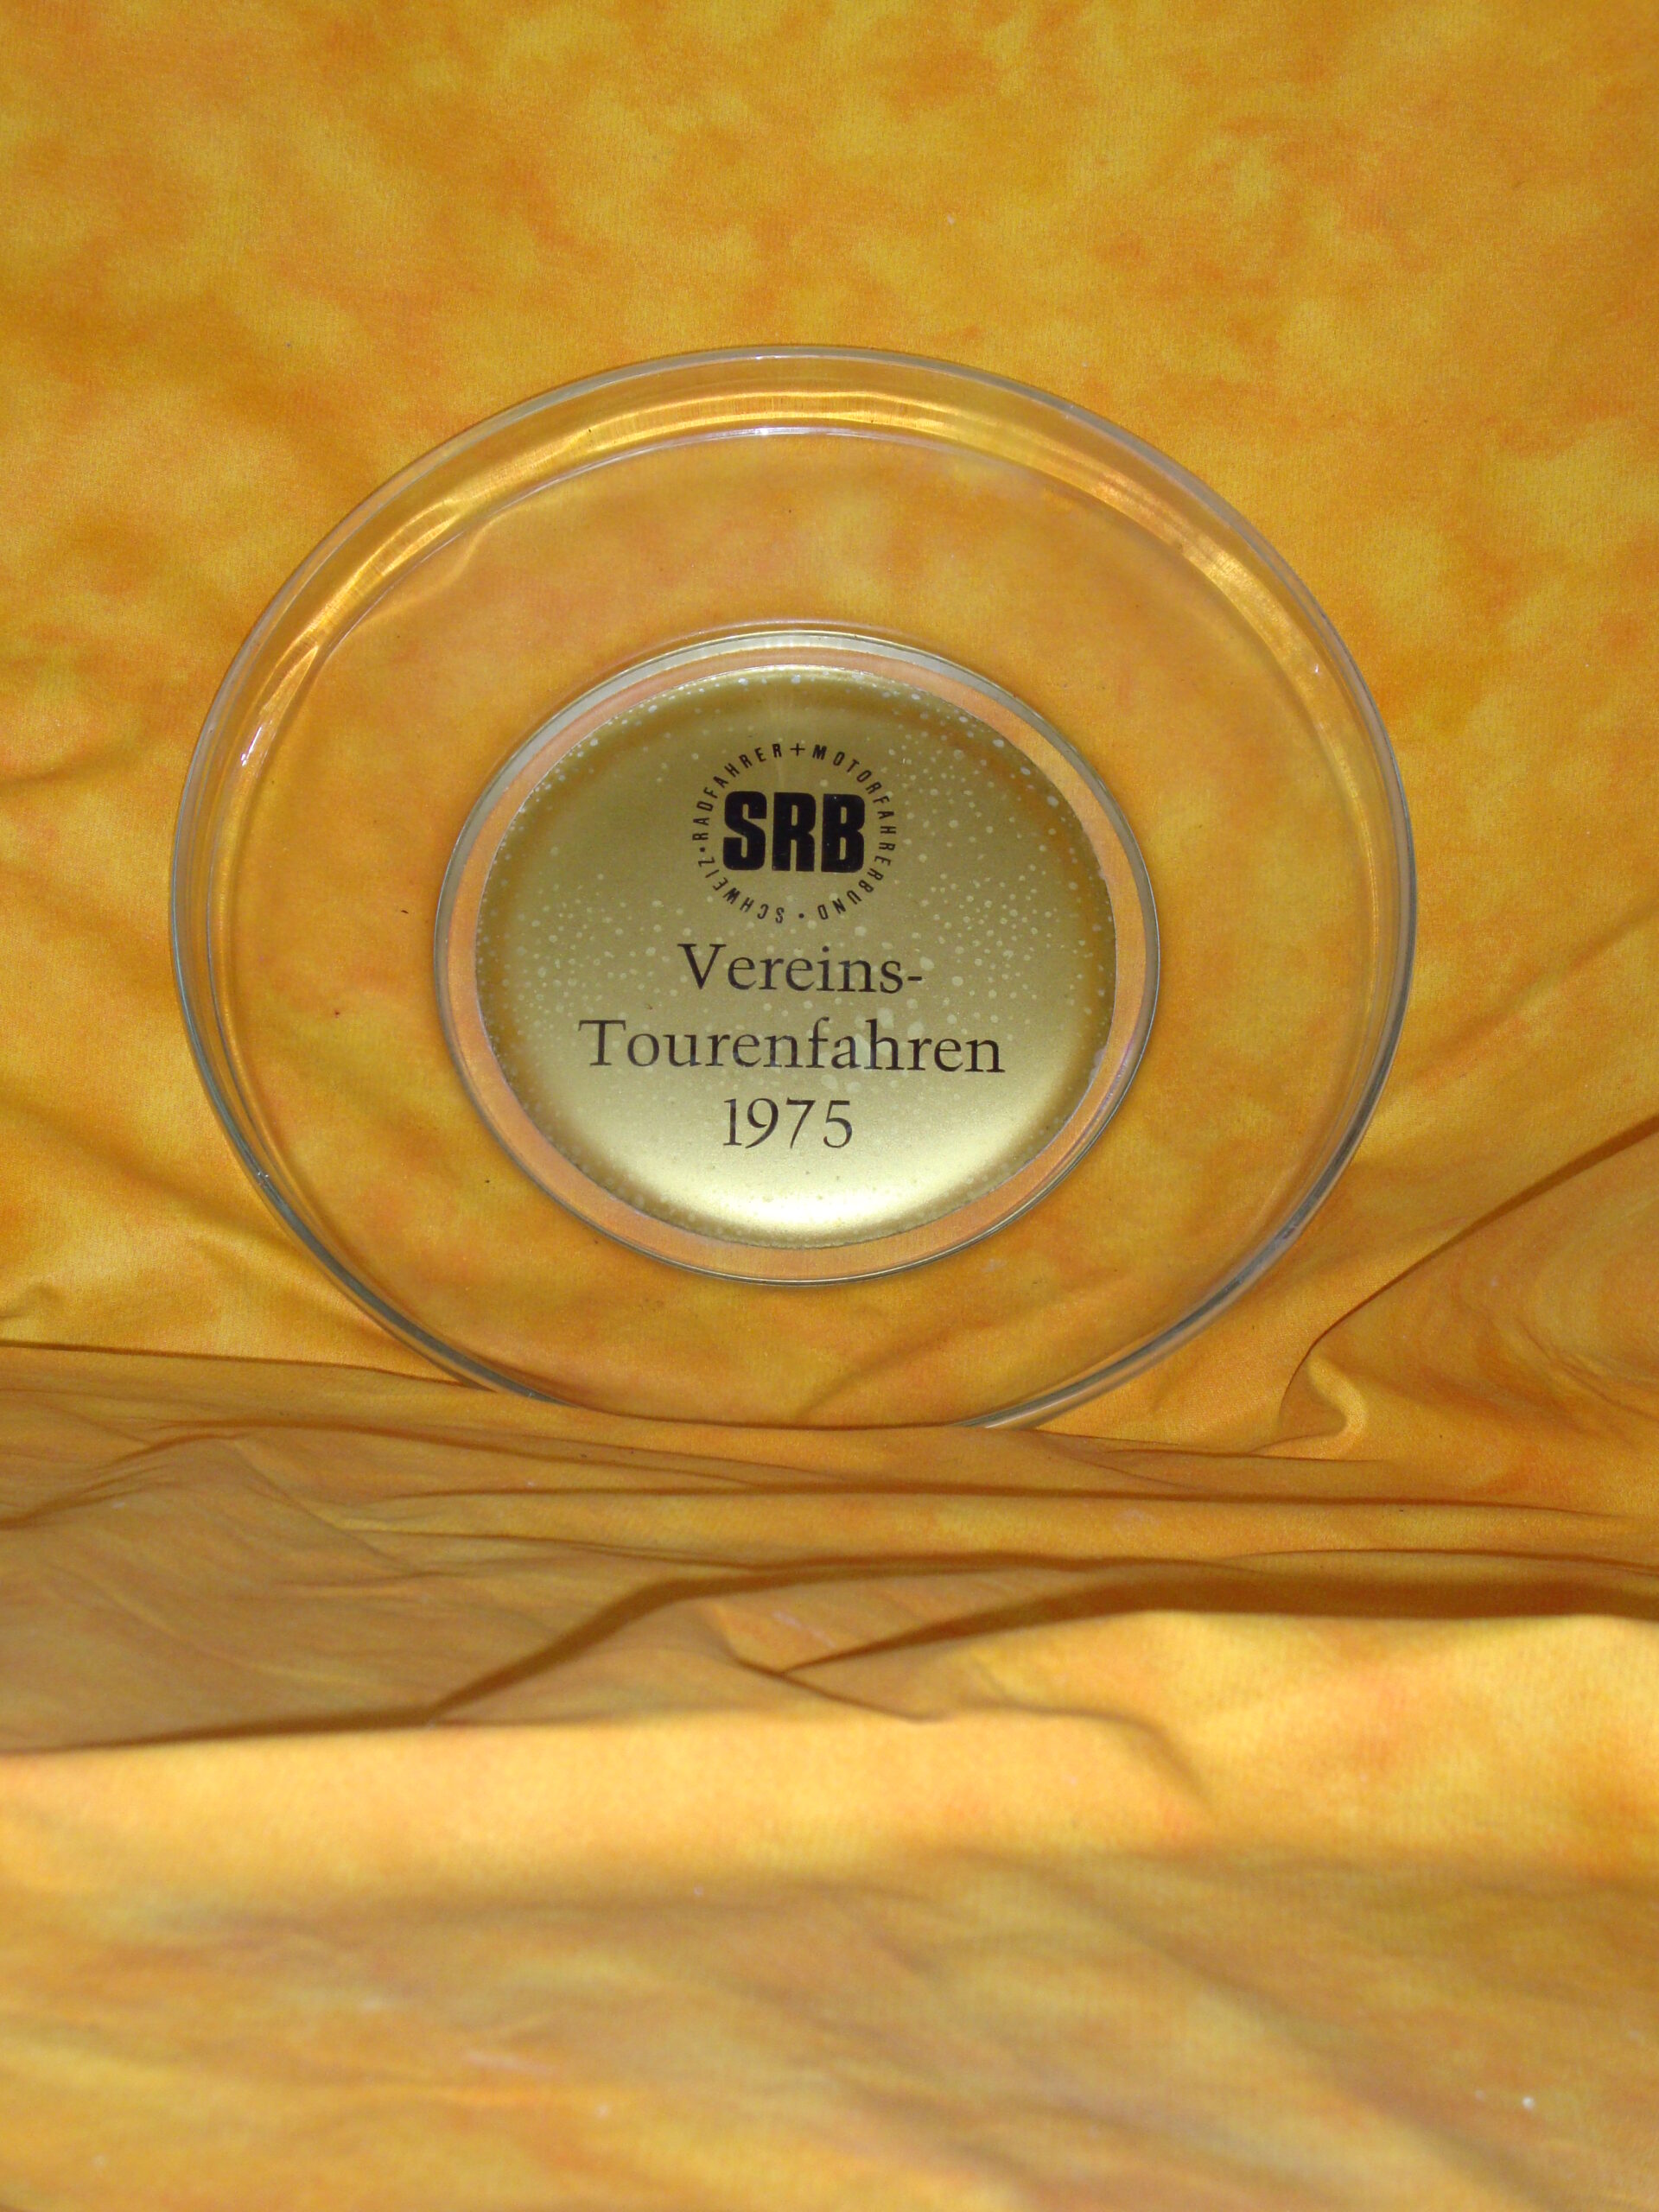 RADFAHRER+MOTORFAHRERBUND · SCHWEIZ ·
SRB
Vereins-
Tourenfahren
1975